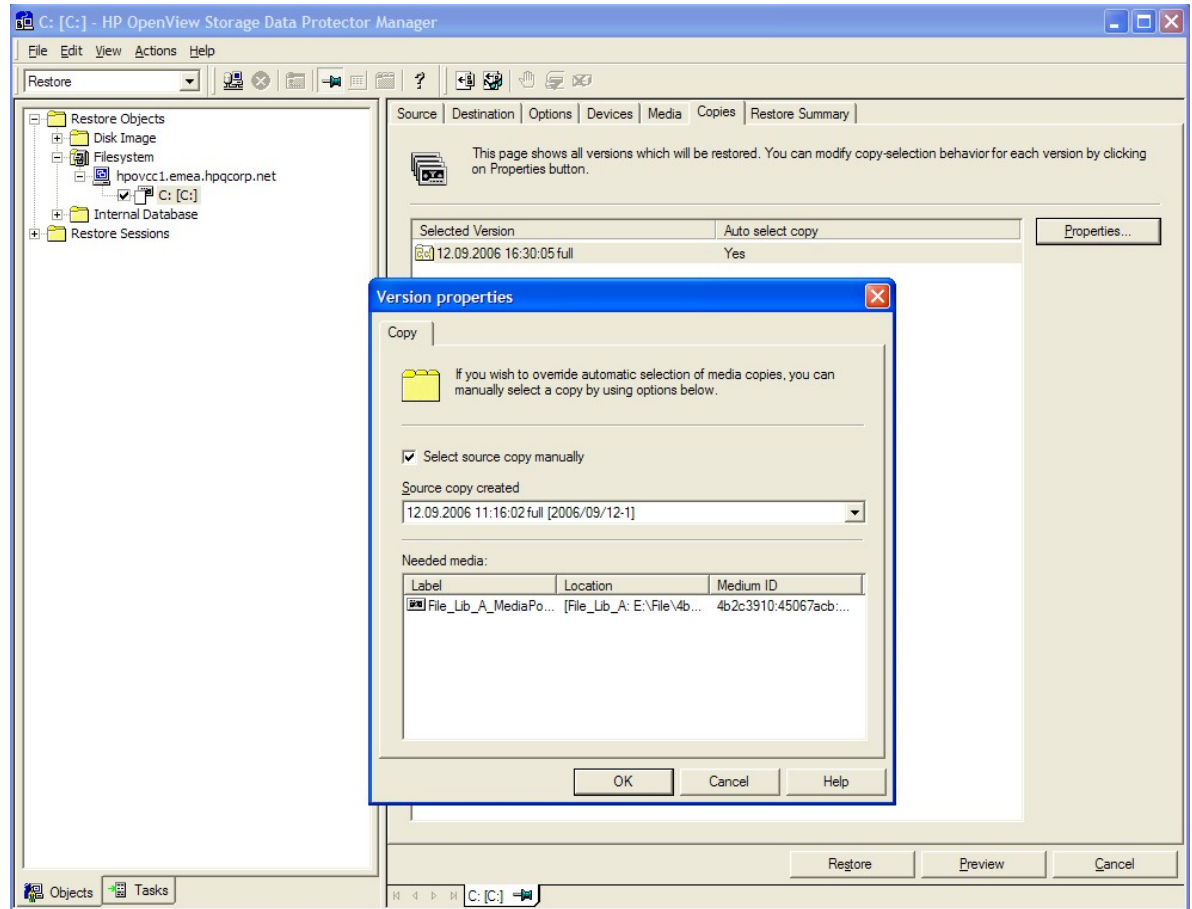 C: [C:] - HP OpenView Storage Data Protector Manager
File Edit View Actions Help
Restore
Restore Objects
Disk Image
Filesystem
hpovcc1.emea.hpqcorp.net
C: [C:]
Internal Database
Restore Sessions
Source Destination Options Devices Media Copies Restore Summary
This page shows all versions which will be restored. You can modify copy-selection behavior for each version by clicking
on Properties button.
Selected Version Auto select copy
12.09.2006 16:30:05 full Yes
Properties...
Version properties
Copy
If you wish to override automatic selection of media copies, you can
manually select a copy by using options below.
Select source copy manually
Source copy created
12.09.2006 11:16:02 full [2006/09/12-1]
Needed media:
Label Location Medium ID
File_Lib_A_MediaPo... [File_Lib_A: E:\File\4b... 4b2c3910:45067acb:...
OK Cancel Help
Restore Preview Cancel
Objects Tasks
C: [C:]